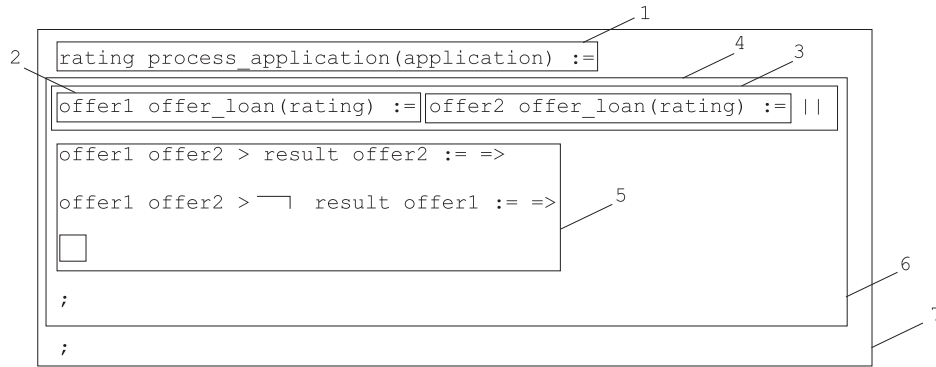 1
rating process_application(application) :=
2
4
3
offer1 offer_loan(rating) := offer2 offer_loan(rating) := ||
offer1 offer2 > result offer2 := =>
offer1 offer2 > ¬ result offer1 := =>
5
□
6
;
7
;